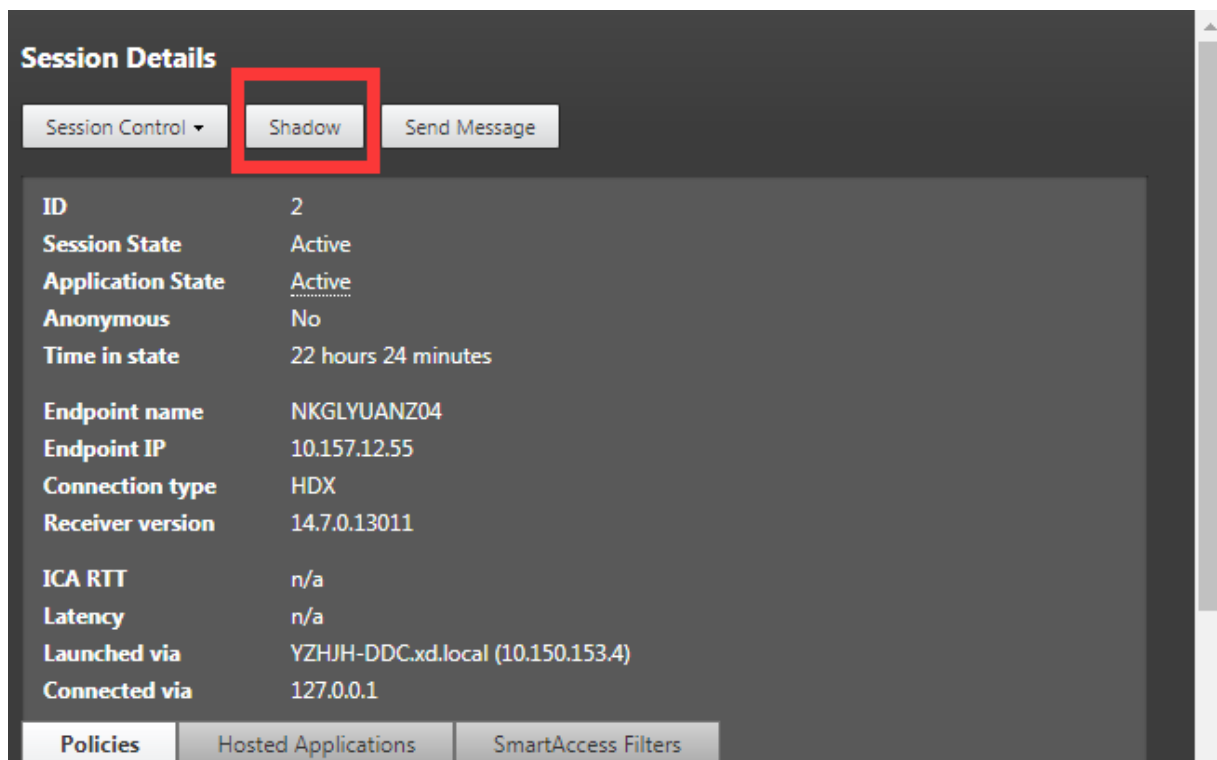 Session Details
Session Control Shadow Send Message
ID 2
Session State Active
Application State Active
Anonymous No
Time in state 22 hours 24 minutes
Endpoint name NKGLYUANZ04
Endpoint IP 10.157.12.55
Connection type HDX
Receiver version 14.7.0.13011
ICA RTT n/a
Latency n/a
Launched via YZHJH-DDC.xd.local (10.150.153.4)
Connected via 127.0.0.1
Policies Hosted Applications SmartAccess Filters